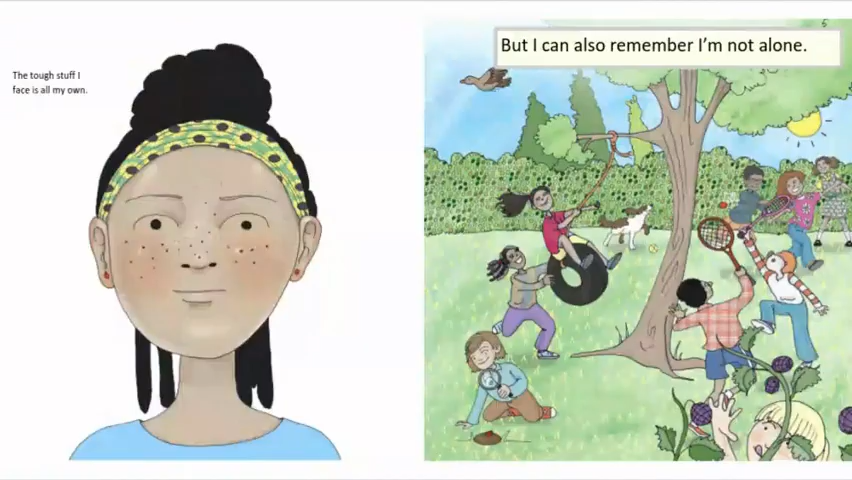 The tough stuff I
face is all my own.
But I can also remember I'm not alone.